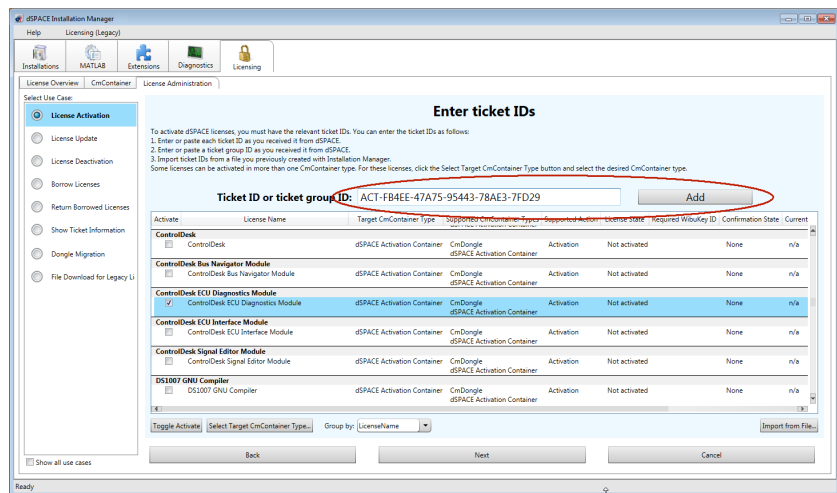 dSPACE Installation Manager
Help Licensing (Legacy)
Installations MATLAB Extensions Diagnostics Licensing
License Overview CmContainer License Administration
Select Use Case:
License Activation
License Update
License Deactivation
Borrow Licenses
Return Borrowed Licenses
Show Ticket Information
Dongle Migration
File Download for Legacy Li
Show all use cases
Enter ticket IDs
To activate dSPACE licenses, you must have the relevant ticket IDs. You can enter the ticket IDs as follows:
1. Enter or paste each ticket ID as you received it from dSPACE.
2. Enter or paste a ticket group ID as you received it from dSPACE.
3. Import ticket IDs from a file you previously created with Installation Manager.
Some licenses can be activated in more than one CmContainer type. For these licenses, click the Select Target CmContainer Type button and select the desired CmContainer type.
Ticket ID or ticket group ID: ACT-FB4EE-47A75-95443-78AE3-7FD29 Add
Activate License Name Target CmContainer Type Supported CmContainer Types Supported Action License State Required WibuKey ID Confirmation State Current
ControlDesk
ControlDesk dSPACE Activation Container CmDongle Activation Not activated None n/a
dSPACE Activation Container
ControlDesk Bus Navigator Module
ControlDesk Bus Navigator Module dSPACE Activation Container CmDongle Activation Not activated None n/a
dSPACE Activation Container
ControlDesk ECU Diagnostics Module
ControlDesk ECU Diagnostics Module dSPACE Activation Container CmDongle Activation Not activated None n/a
dSPACE Activation Container
ControlDesk ECU Interface Module
ControlDesk ECU Interface Module dSPACE Activation Container CmDongle Activation Not activated None n/a
dSPACE Activation Container
ControlDesk Signal Editor Module
ControlDesk Signal Editor Module dSPACE Activation Container CmDongle Activation Not activated None n/a
dSPACE Activation Container
DS1007 GNU Compiler
DS1007 GNU Compiler dSPACE Activation Container CmDongle Activation Not activated None n/a
dSPACE Activation Container
Toggle Activate Select Target CmContainer Type... Group by: LicenseName Import from File...
Back Next Cancel
Ready